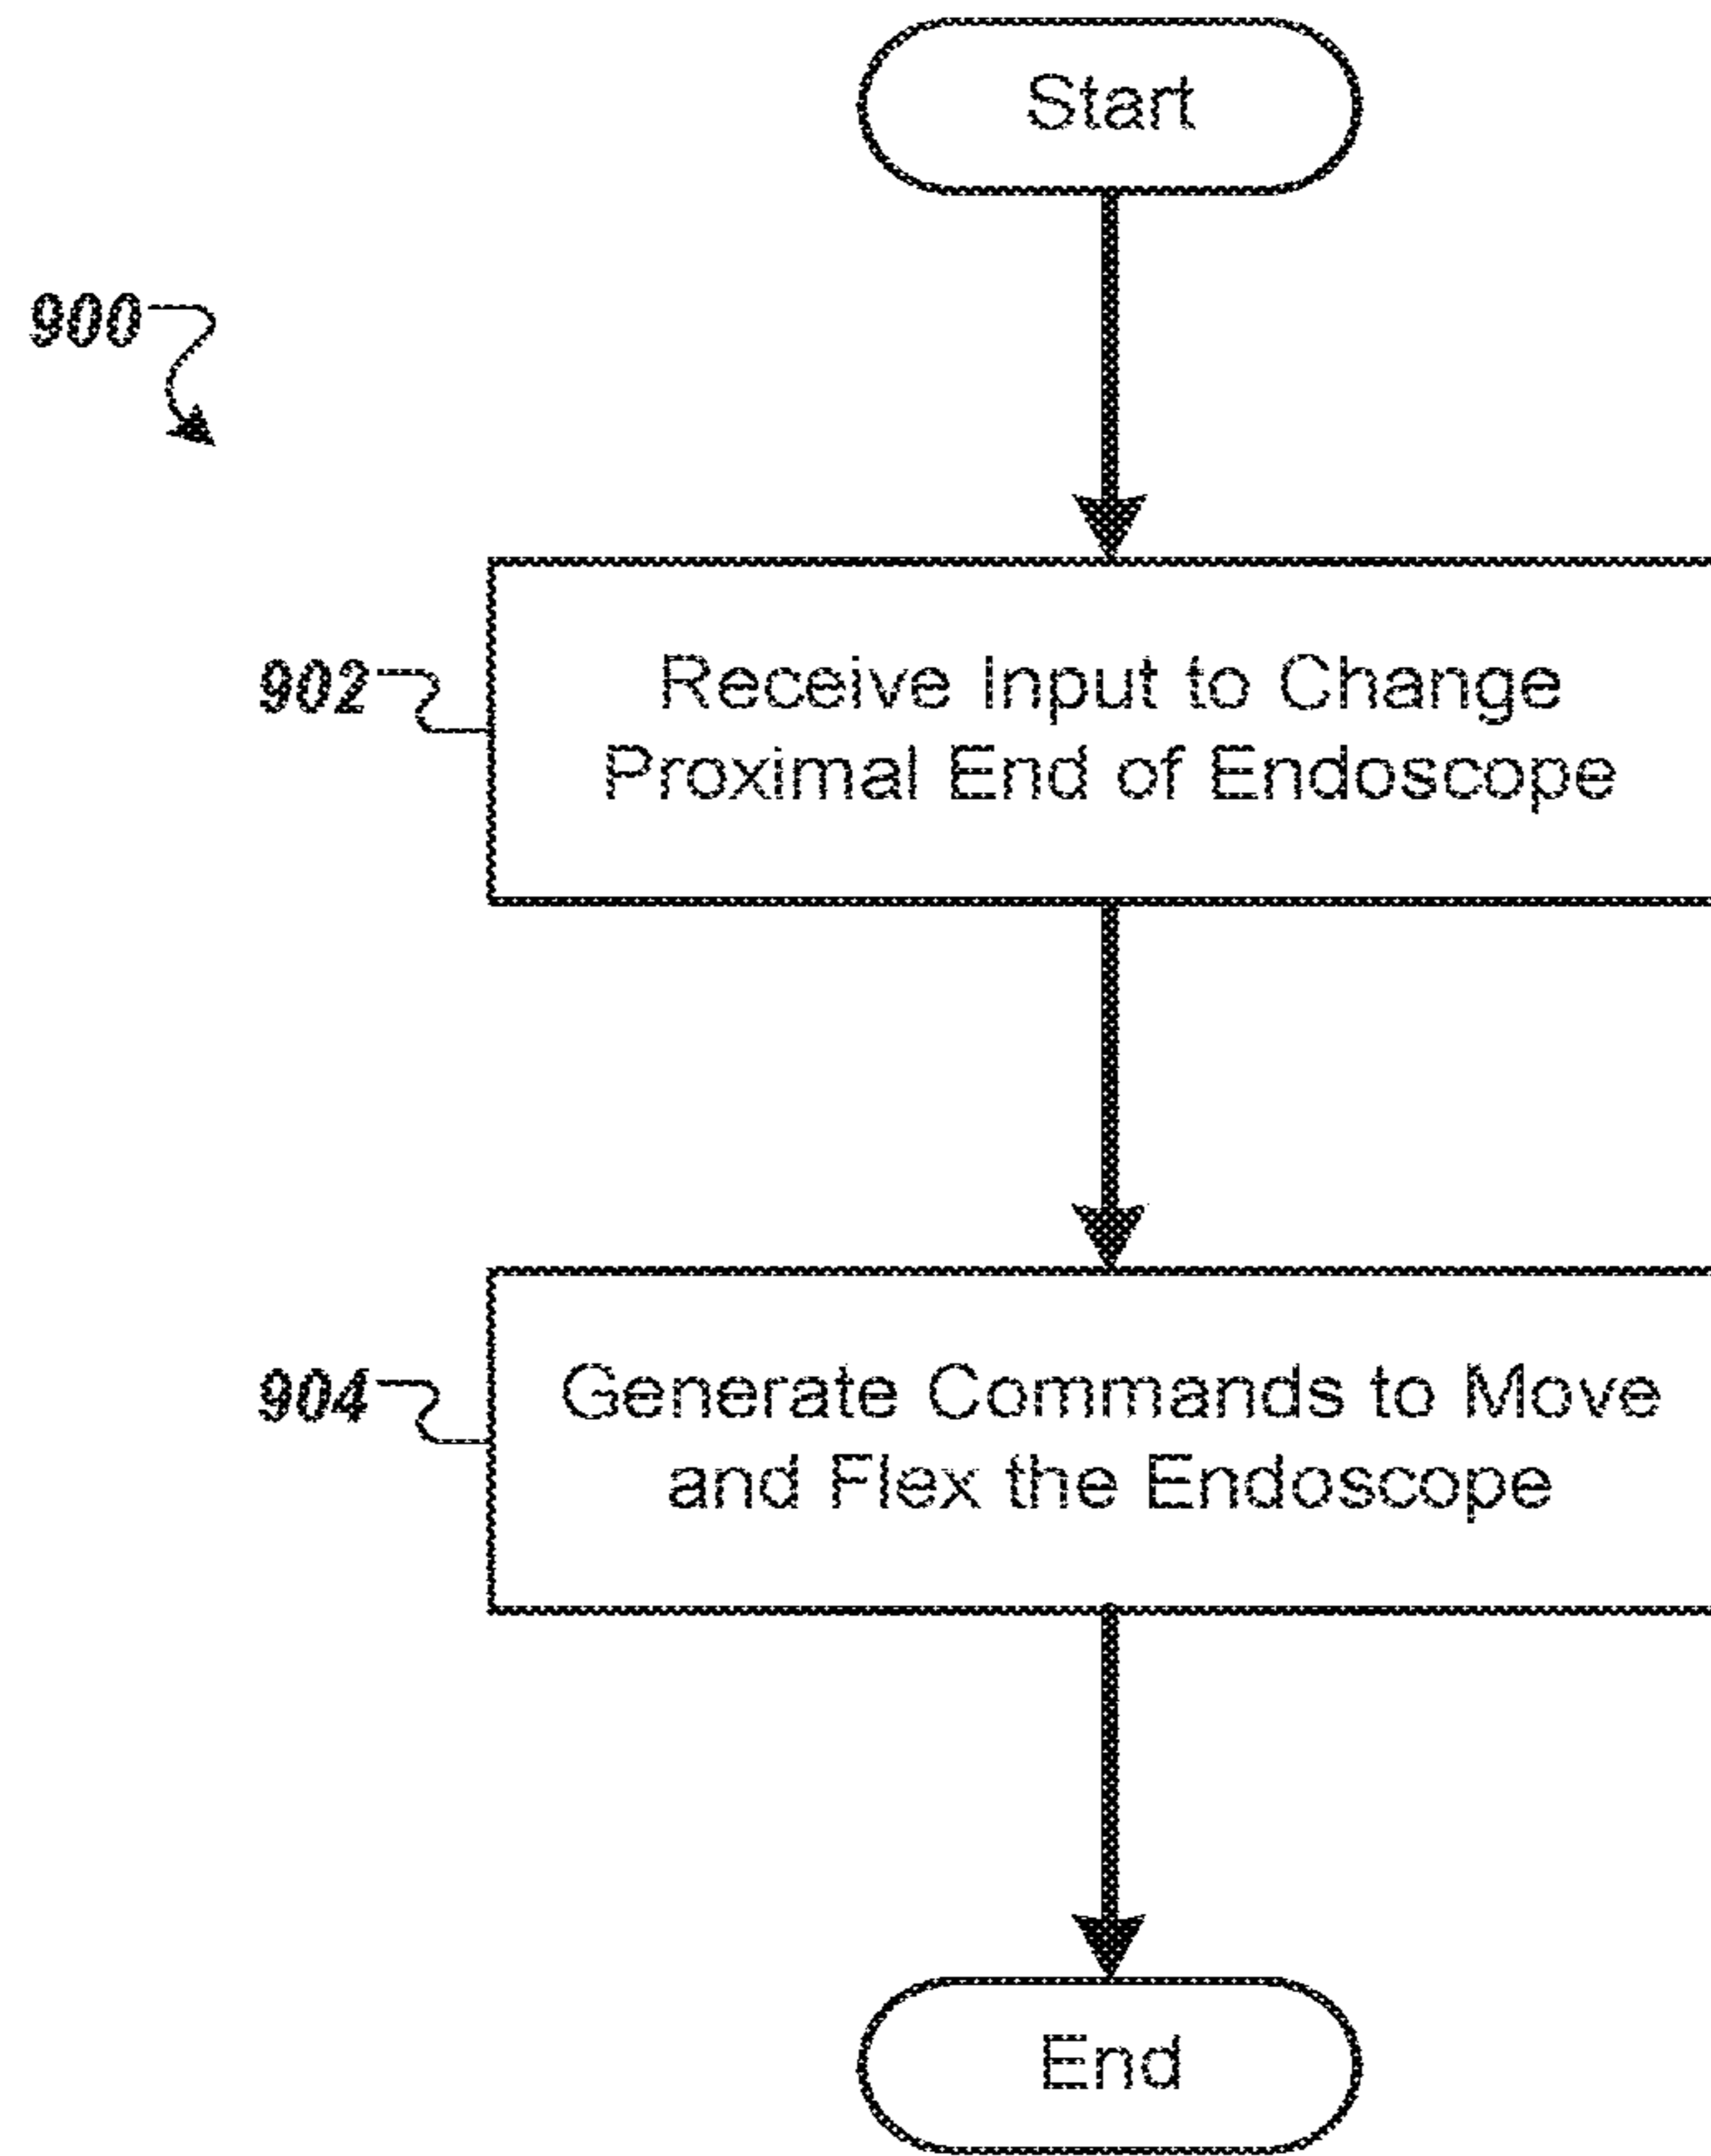 Start
900
902
Receive Input to Change
Proximal End of Endoscope
904
Generate Commands to Move
and Flex the Endoscope
End